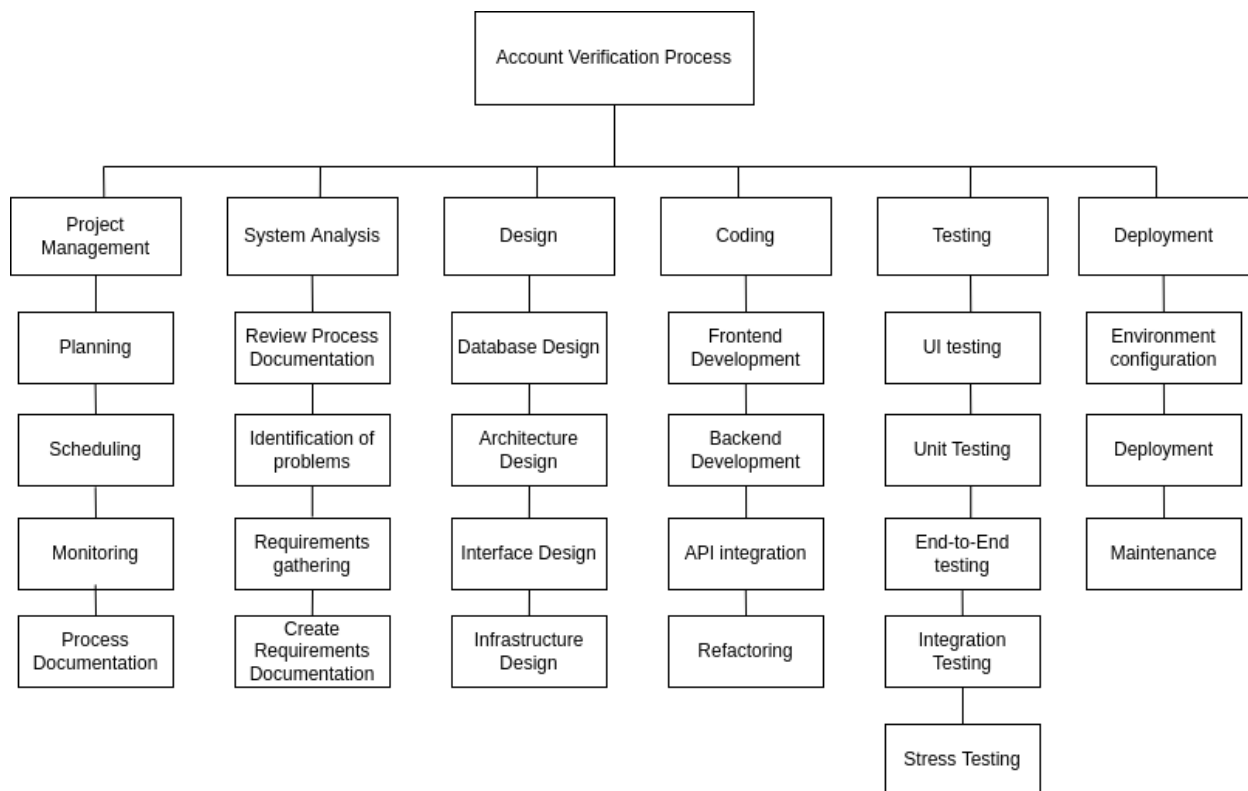 Account Verification Process
Project
Management
System Analysis
Design
Coding
Testing
Deployment
Planning
Review Process
Documentation
Database Design
Frontend
Development
UI testing
Environment
configuration
Scheduling
Identification of
problems
Architecture
Design
Backend
Development
Unit Testing
Deployment
Monitoring
Requirements
gathering
Interface Design
API integration
End-to-End
testing
Maintenance
Process
Documentation
Create
Requirements
Documentation
Infrastructure
Design
Refactoring
Integration
Testing
Stress Testing